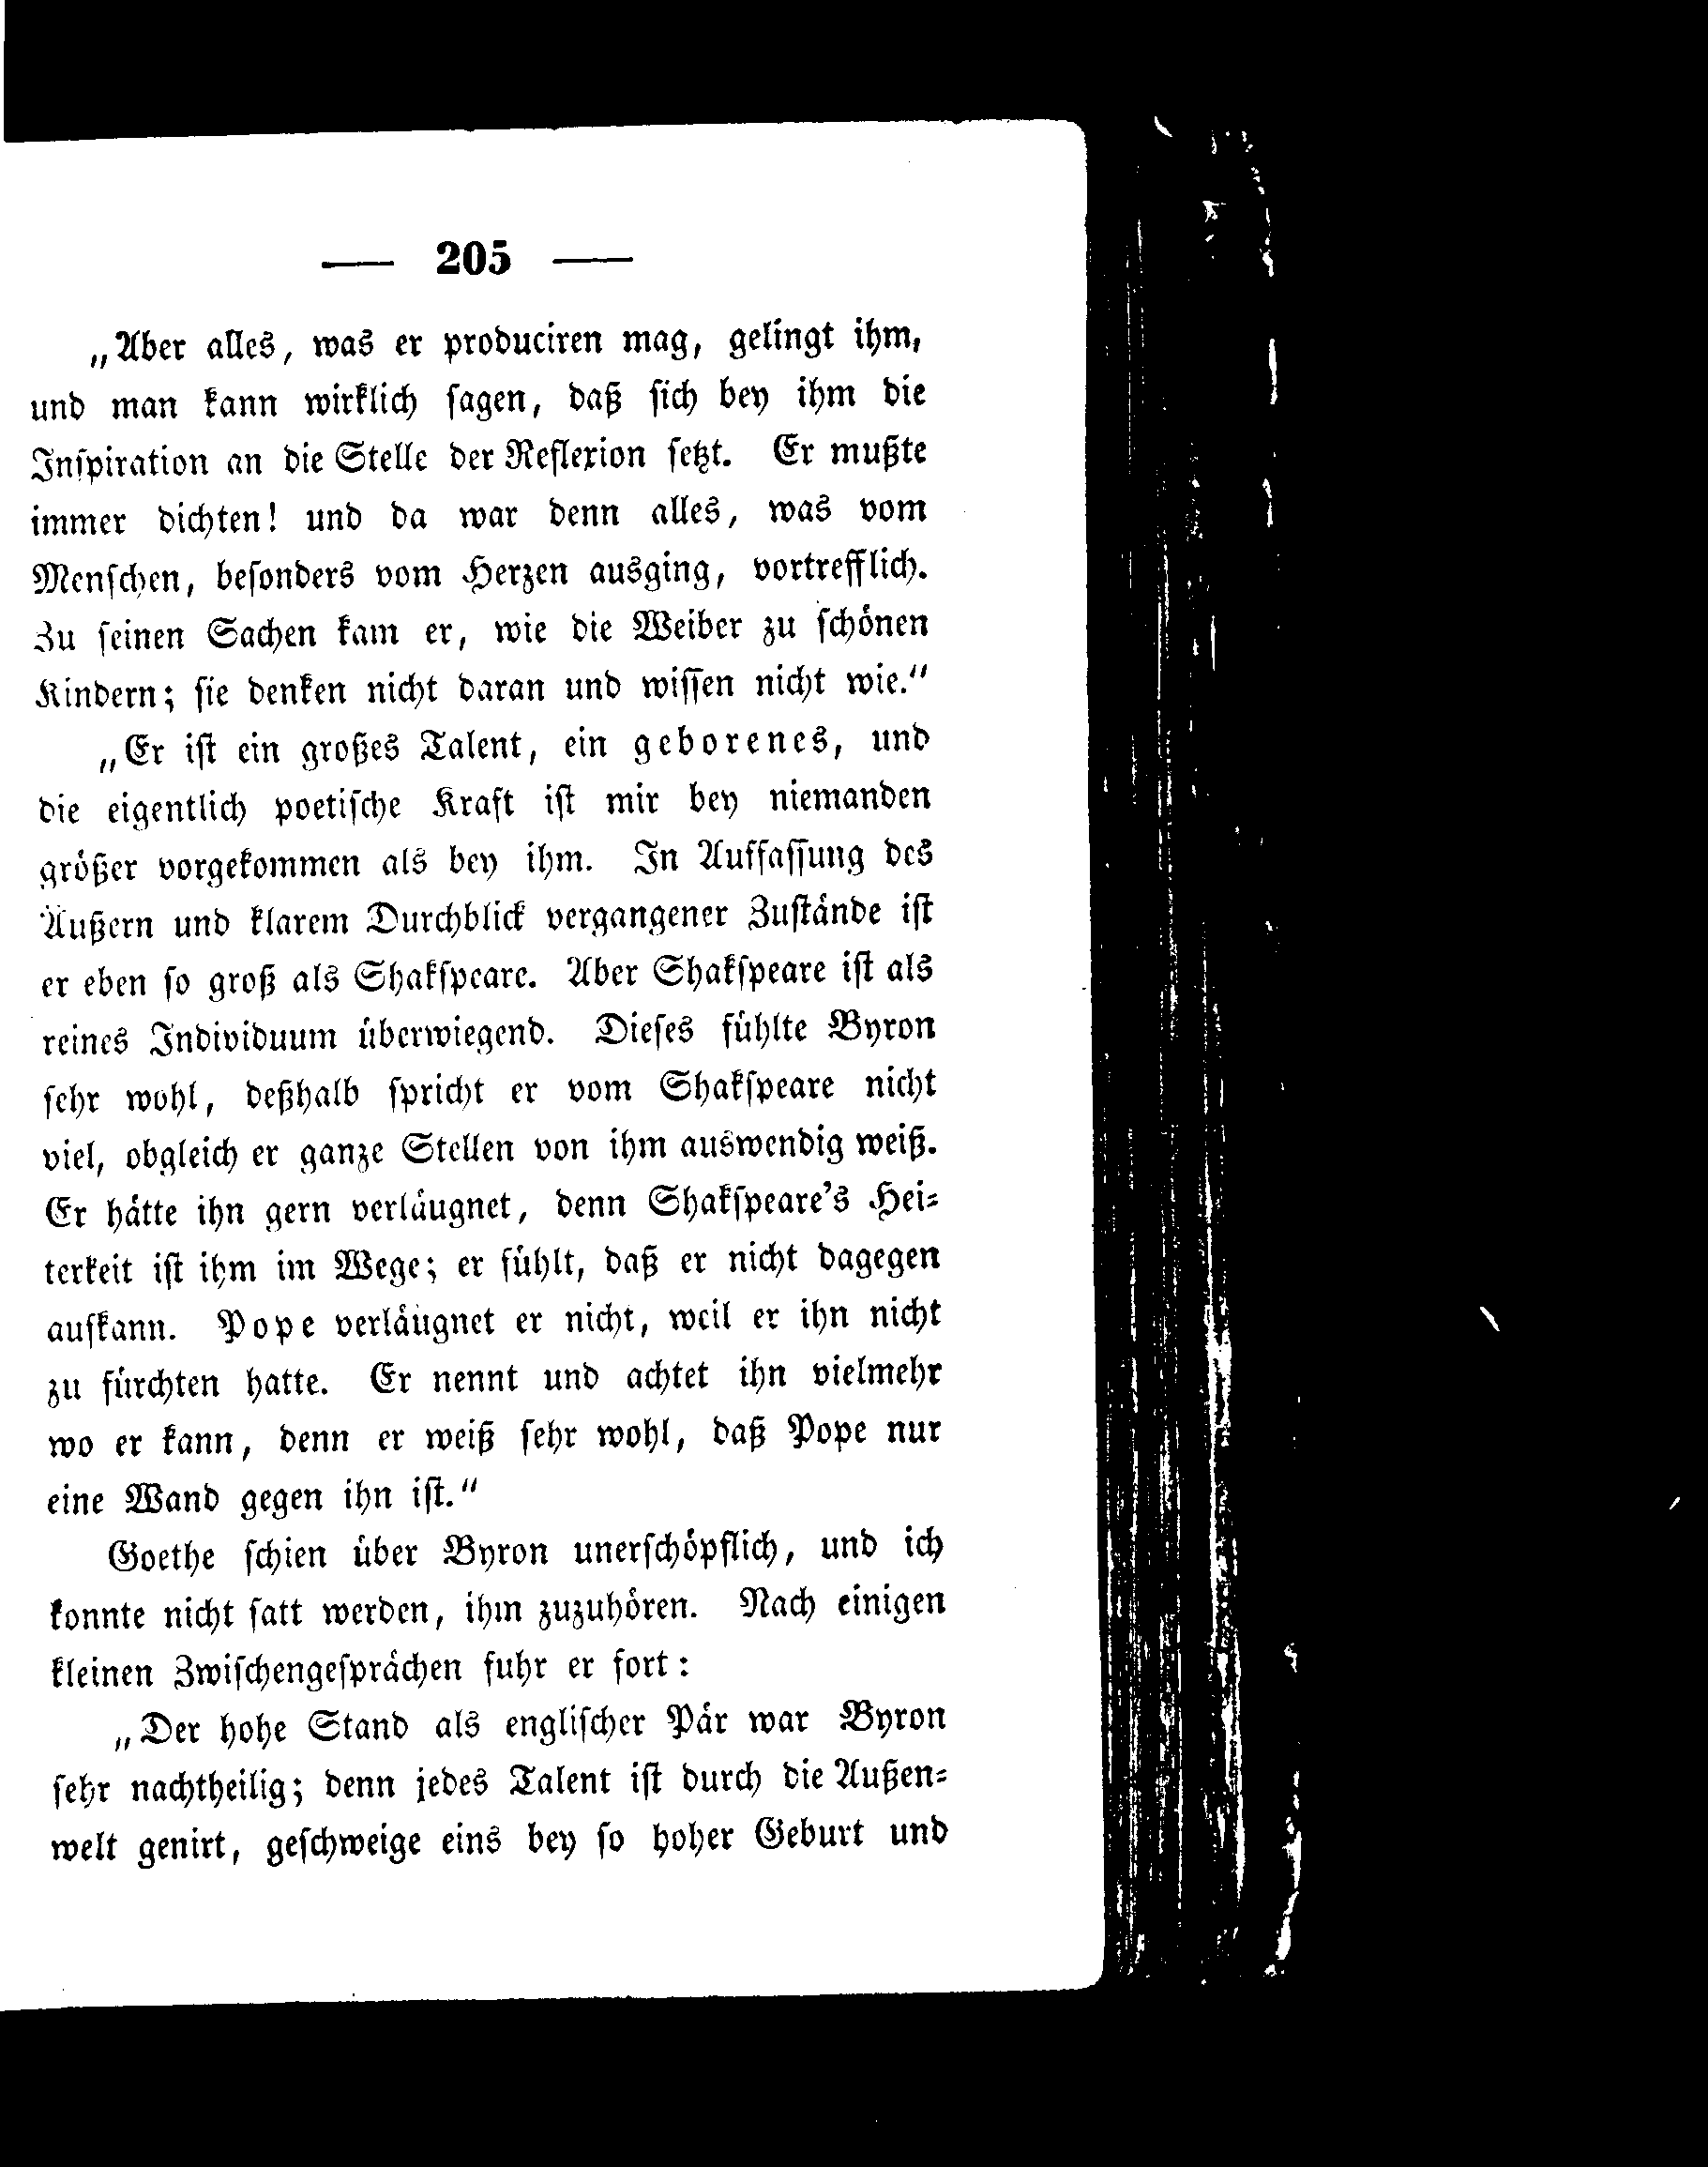 — 205 —
„Aber alles, was er produciren mag, gelingt ihm,
und man kann wirklich ſagen, daß ſich bey ihm die
Inſpiration an die Stelle der Reflexion ſetzt. Er mußte
immer dichten! und da war denn alles, was vom
Menſchen, beſonders vom Herzen ausging, vortrefflich.
Zu ſeinen Sachen kam er, wie die Weiber zu ſchönen
Kindern; ſie denken nicht daran und wiſſen nicht wie.“
„Er iſt ein großes Talent, ein geborenes, und
die eigentlich poetiſche Kraft iſt mir bey niemanden
größer vorgekommen als bey ihm. In Auffaſſung des
Äußern und klarem Durchblick vergangener Zuſtände iſt
er eben ſo groß als Shakſpeare. Aber Shakſpeare iſt als
reines Individuum überwiegend. Dieſes fühlte Byron
ſehr wohl, deßhalb ſpricht er vom Shakſpeare nicht
viel, obgleich er ganze Stellen von ihm auswendig weiß.
Er hätte ihn gern verläugnet, denn Shakſpeare's Hei⸗
terkeit iſt ihm im Wege; er fühlt, daß er nicht dagegen
aufkann. Pope verläugnet er nicht, weil er ihn nicht
zu fürchten hatte. Er nennt und achtet ihn vielmehr
wo er kann, denn er weiß ſehr wohl, daß Pope nur
eine Wand gegen ihn iſt.“
Goethe ſchien über Byron unerſchöpflich, und ich
konnte nicht ſatt werden, ihm zuzuhören. Nach einigen
kleinen Zwiſchengeſprächen fuhr er fort:
„Der hohe Stand als engliſcher Pär war Byron
ſehr nachtheilig; denn jedes Talent iſt durch die Außen⸗
welt genirt, geſchweige eins bey ſo hoher Geburt und